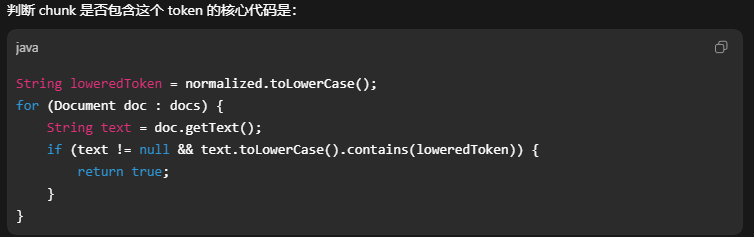 判断 chunk 是否包含这个 token 的核心代码是：
java
String loweredToken = normalized.toLowerCase();
for (Document doc : docs) {
    String text = doc.getText();
    if (text != null && text.toLowerCase().contains(loweredToken)) {
        return true;
    }
}